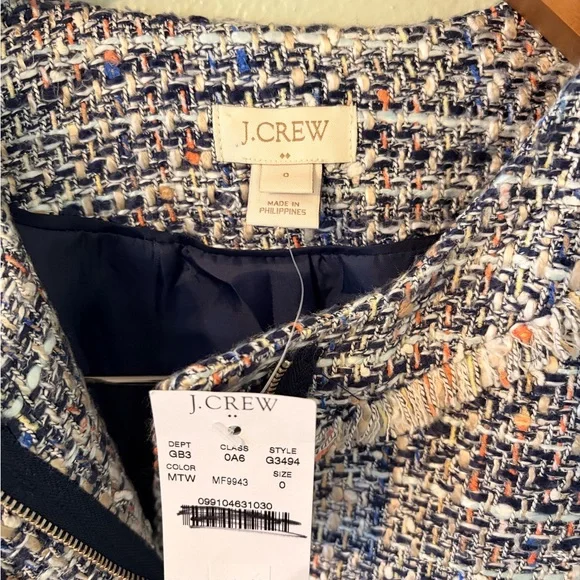 J.CREW
0
MADE IN
PHILIPPINES
J.CREW
DEPT CLASS STYLE
GB3 0A6 G3494
COLOR SIZE
MTW MF9943 0
099104631030